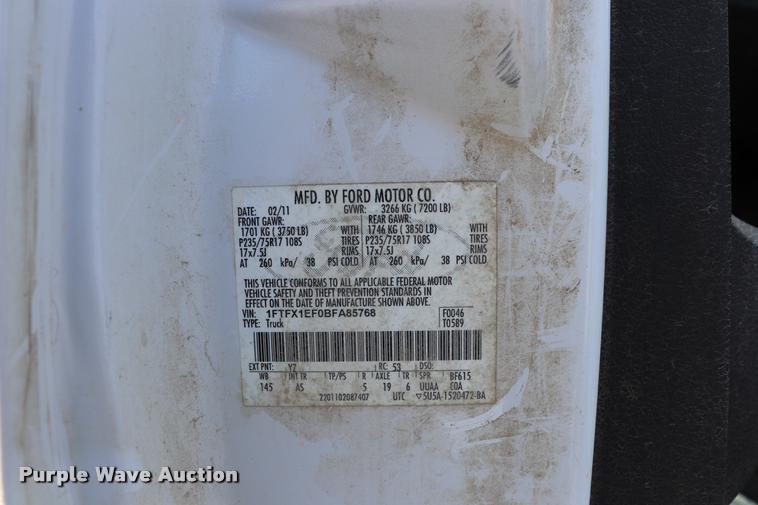 MFD. BY FORD MOTOR CO.
DATE: 02/11 GVWR: 3266 KG ( 7200 LB)
FRONT GAWR: REAR GAWR:
1701 KG ( 3750 LB) WITH 1746 KG ( 3850 LB) WITH
P235/75R17 108S TIRES P235/75R17 108S TIRES
17x7.5J RIMS 17x7.5J RIMS
AT 260 kPa/ 38 PSI COLD AT 260 kPa/ 38 PSI COLD
THIS VEHICLE CONFORMS TO ALL APPLICABLE FEDERAL MOTOR
VEHICLE SAFETY AND THEFT PREVENTION STANDARDS IN
EFFECT ON THE DATE OF MANUFACTURE SHOWN ABOVE.
VIN: 1FTFX1EF0BFA85768 F0046
TYPE: Truck T0589
EXT PNT: YZ RC: 53 DSO:
WB INT TR TP/PS R AXLE TR SPR BF615
145 AS 5 19 6 UUAA COA
2201102087407 UTC ▽5U5A-1520472-BA
Purple Wave Auction